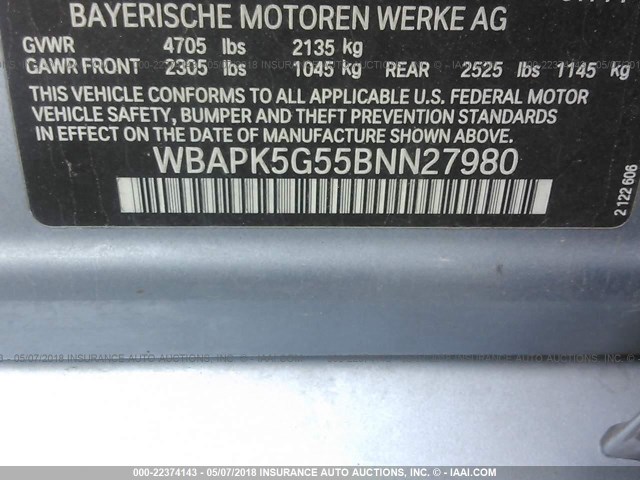 BAYERISCHE MOTOREN WERKE AG
GVWR 4705 lbs 2135 kg
GAWR FRONT 2305 lbs 1045 kg REAR 2525 lbs 1145 kg
THIS VEHICLE CONFORMS TO ALL APPLICABLE U.S. FEDERAL MOTOR
VEHICLE SAFETY, BUMPER AND THEFT PREVENTION STANDARDS
IN EFFECT ON THE DATE OF MANUFACTURE SHOWN ABOVE.
WBAPK5G55BNN27980
2 122 606
000-22374143 - 05/07/2018 INSURANCE AUTO AUCTIONS, INC. - © - IAAI.COM